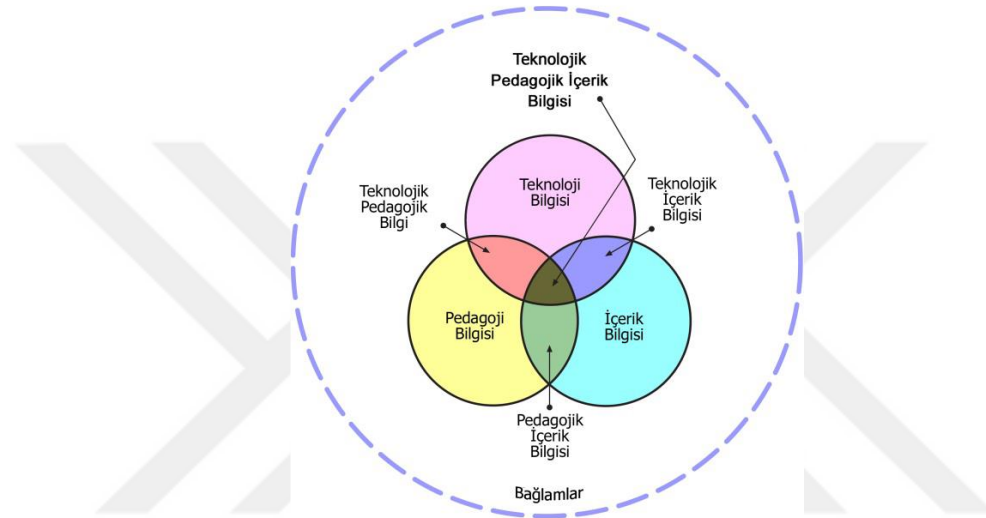 Teknolojik
Pedagojik İçerik
Bilgisi
Teknoloji
Bilgisi
Teknolojik
Pedagojik
Bilgi
Teknolojik
İçerik
Bilgisi
Pedagoji
Bilgisi
İçerik
Bilgisi
Pedagojik
İçerik
Bilgisi
Bağlamlar